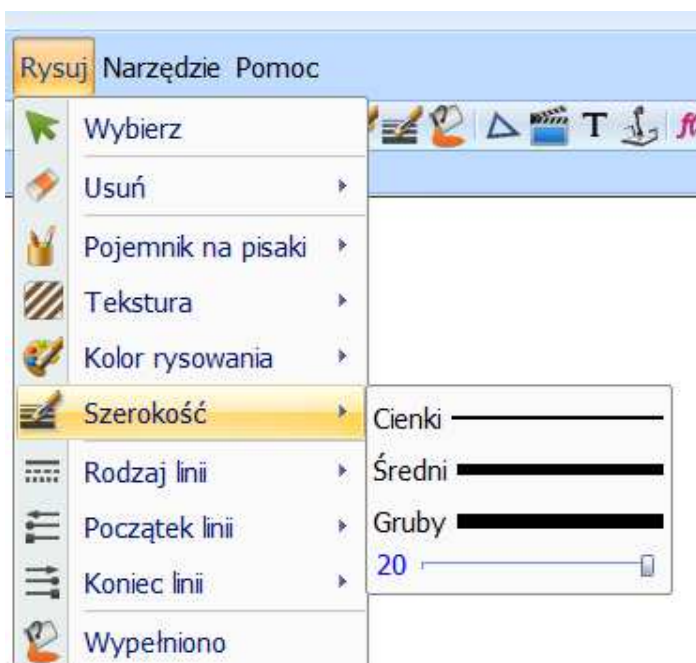 Rysuj Narzędzie Pomoc
T
Wybierz
Usuń
Pojemnik na pisaki
Tekstura
Kolor rysowania
Szerokość
Cienki
Średni
Gruby
20
Rodzaj linii
Początek linii
Koniec linii
Wypełniono